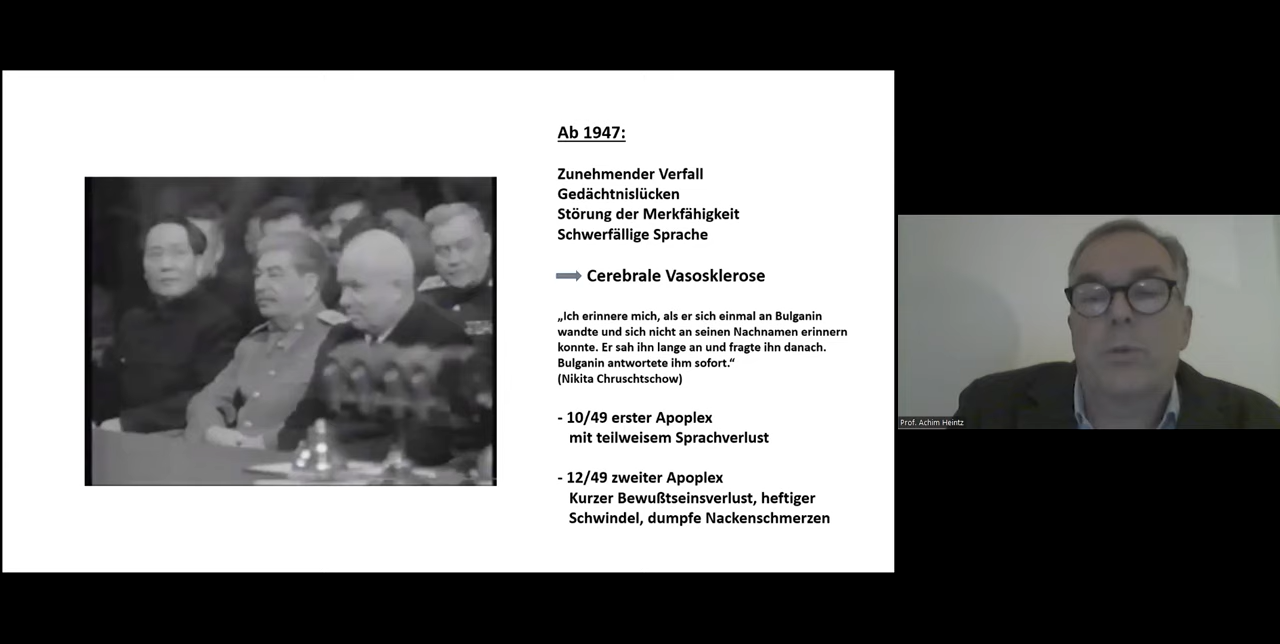 Ab 1947:
Zunehmender Verfall
Gedächtnislücken
Störung der Merkfähigkeit
Schwerfällige Sprache
Cerebrale Vasosklerose
„Ich erinnere mich, als er sich einmal an Bulganin
wandte und sich nicht an seinen Nachnamen erinnern
konnte. Er sah ihn lange an und fragte ihn danach.
Bulganin antwortete ihm sofort.“
(Nikita Chruschtschow)
- 10/49 erster Apoplex
mit teilweisem Sprachverlust
- 12/49 zweiter Apoplex
Kurzer Bewußtseinsverlust, heftiger
Schwindel, dumpfe Nackenschmerzen
Prof. Achim Heintz